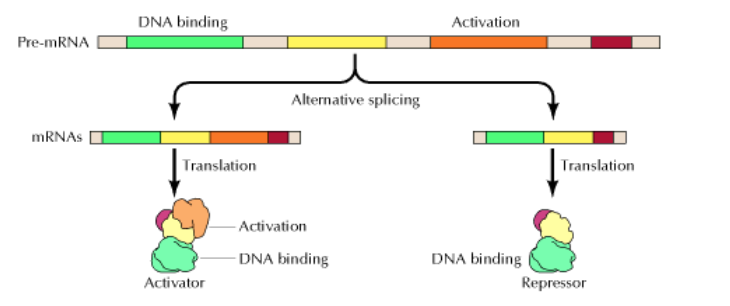 DNA binding
Activation
Pre-mRNA
Alternative splicing
mRNAs
Translation
Translation
Activation
DNA binding
DNA binding
Activator
Repressor